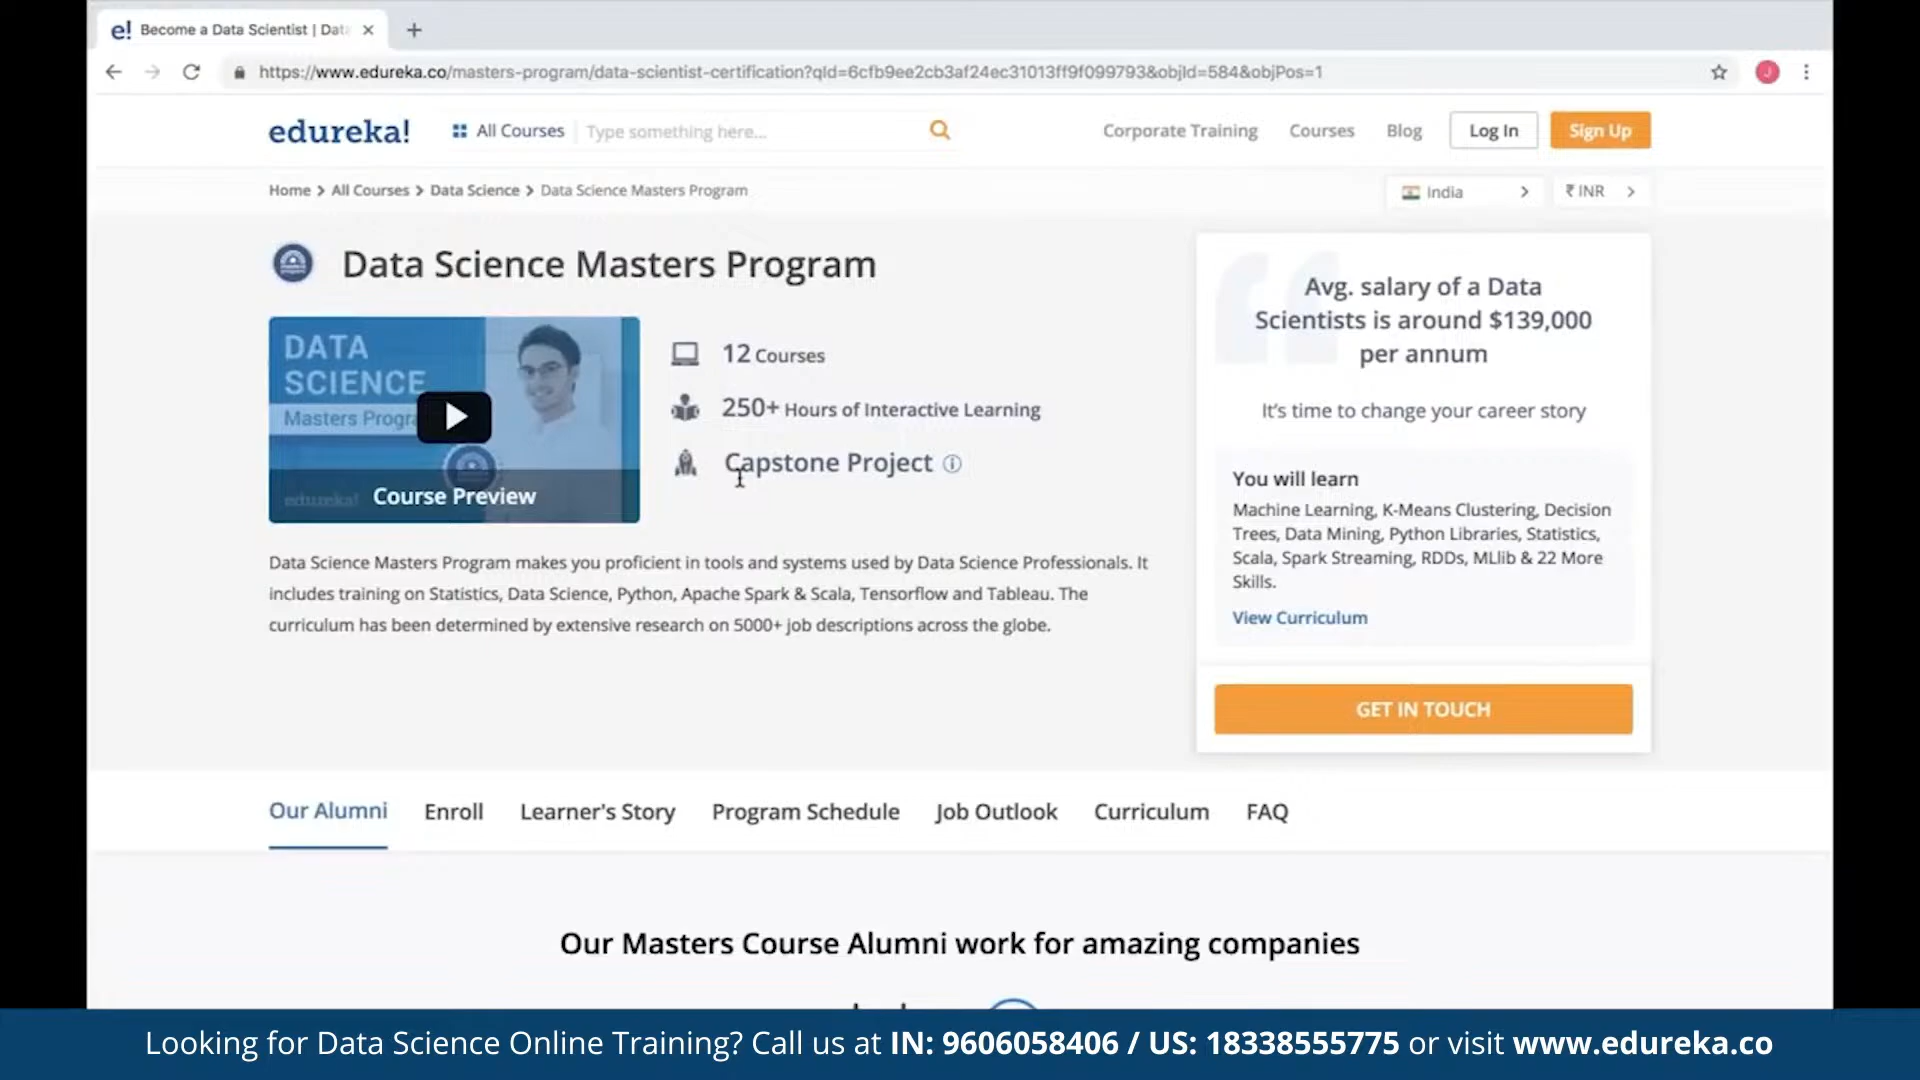 e! Become a Data Scientist | Data
https://www.edureka.co/masters-program/data-scientist-certification?qId=6cfb9ee2cb3af24ec31013ff9f099793&objId=584&objPos=1
J
edureka!
All Courses
Type something here...
Corporate Training
Courses
Blog
Log In
Sign Up
Home > All Courses > Data Science > Data Science Masters Program
India >
₹ INR >
Data Science Masters Program
DATA
SCIENCE
Masters Progra
edureka!
Course Preview
12 Courses
250+ Hours of Interactive Learning
Capstone Project
Data Science Masters Program makes you proficient in tools and systems used by Data Science Professionals. It
includes training on Statistics, Data Science, Python, Apache Spark & Scala, Tensorflow and Tableau. The
curriculum has been determined by extensive research on 5000+ job descriptions across the globe.
Avg. salary of a Data
Scientists is around $139,000
per annum
It's time to change your career story
You will learn
Machine Learning, K-Means Clustering, Decision
Trees, Data Mining, Python Libraries, Statistics,
Scala, Spark Streaming, RDDs, MLlib & 22 More
Skills.
View Curriculum
GET IN TOUCH
Our Alumni
Enroll
Learner's Story
Program Schedule
Job Outlook
Curriculum
FAQ
Our Masters Course Alumni work for amazing companies
Looking for Data Science Online Training? Call us at IN: 9606058406 / US: 18338555775 or visit www.edureka.co